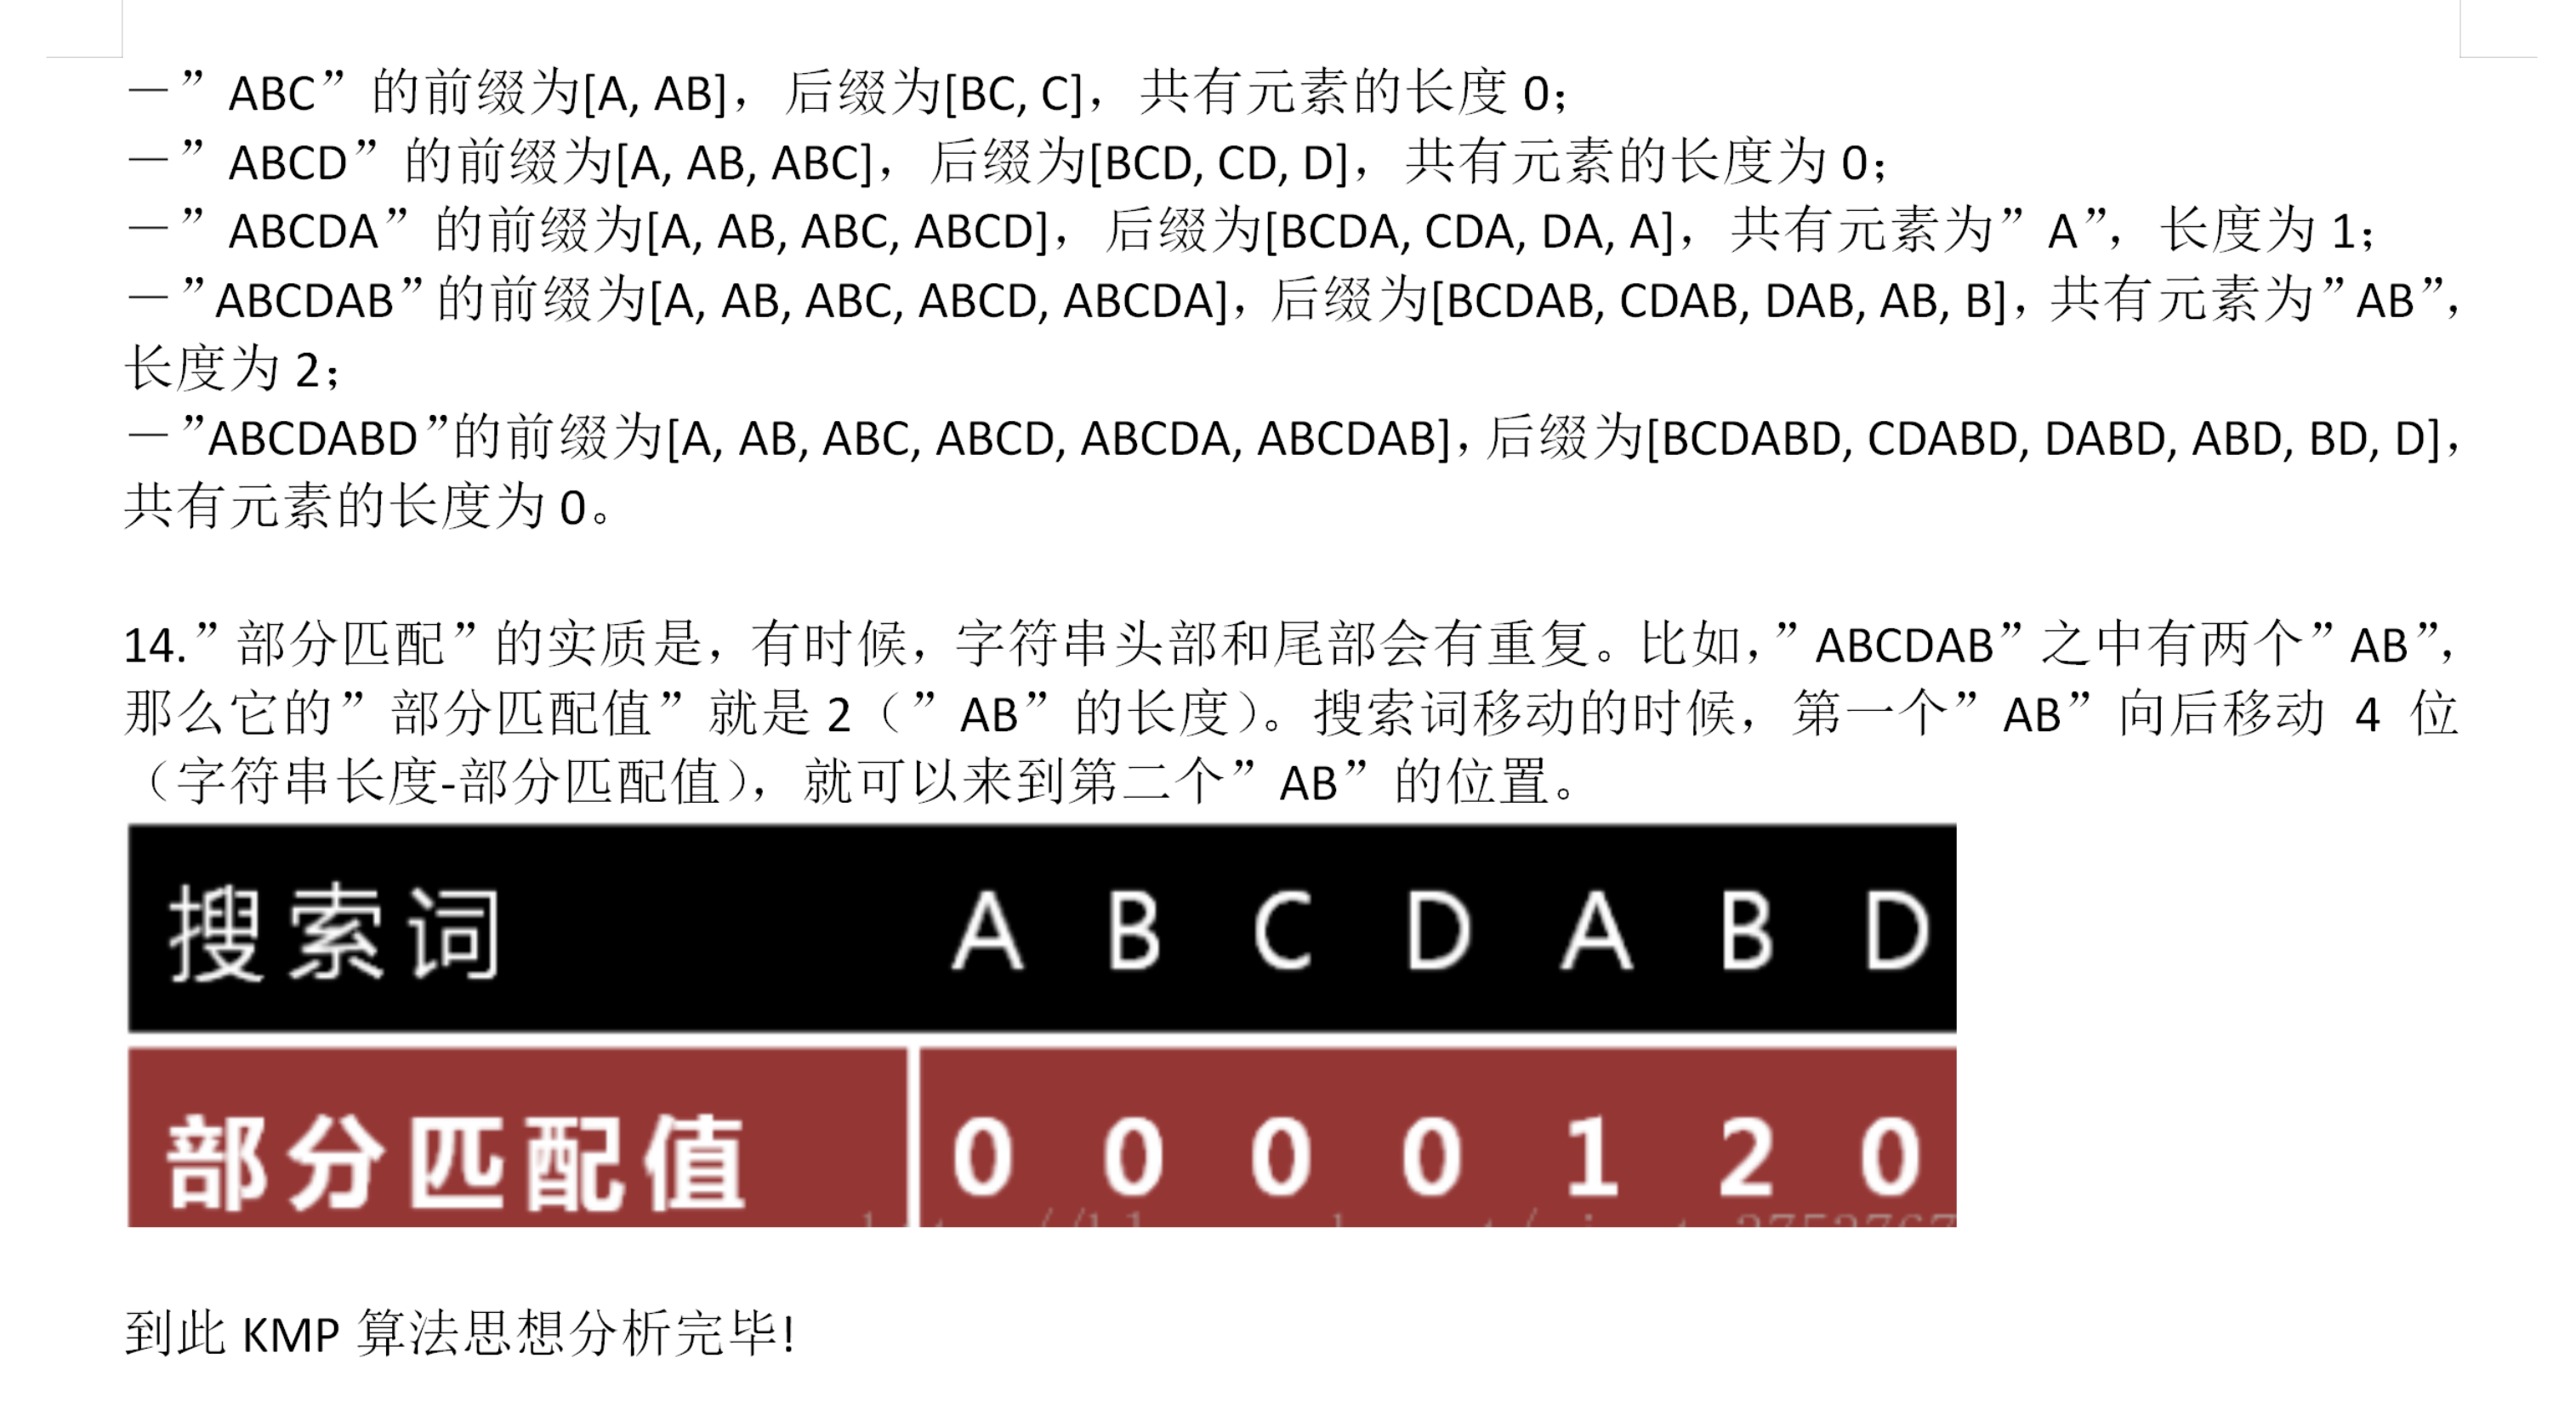 —” ABC” 的前缀为[A, AB]，后缀为[BC, C]，共有元素的长度 0；
—” ABCD” 的前缀为[A, AB, ABC]，后缀为[BCD, CD, D]，共有元素的长度为 0；
—” ABCDA” 的前缀为[A, AB, ABC, ABCD]，后缀为[BCDA, CDA, DA, A]，共有元素为” A”，长度为 1；
—”ABCDAB”的前缀为[A, AB, ABC, ABCD, ABCDA]，后缀为[BCDAB, CDAB, DAB, AB, B]，共有元素为”AB”，
长度为 2；
—”ABCDABD”的前缀为[A, AB, ABC, ABCD, ABCDA, ABCDAB]，后缀为[BCDABD, CDABD, DABD, ABD, BD, D]，
共有元素的长度为 0。
14.”部分匹配”的实质是，有时候，字符串头部和尾部会有重复。比如，”ABCDAB”之中有两个”AB”，
那么它的”部分匹配值”就是 2（” AB” 的长度）。搜索词移动的时候，第一个” AB” 向后移动 4 位
（字符串长度-部分匹配值），就可以来到第二个” AB” 的位置。
搜索词 A B C D A B D
部分匹配值 0 0 0 0 1 2 0
到此 KMP 算法思想分析完毕!